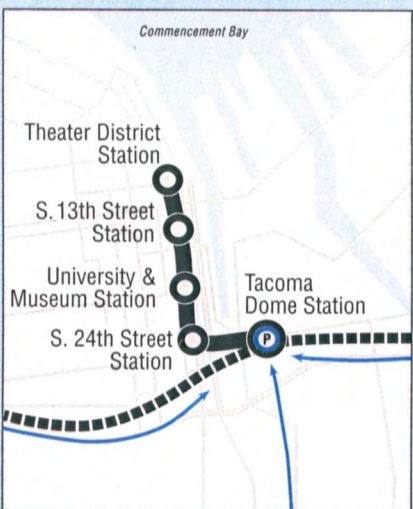 Commencement Bay
Theater District
Station
S. 13th Street
Station
University &
Museum Station
S. 24th Street
Station
Tacoma
Dome Station
P